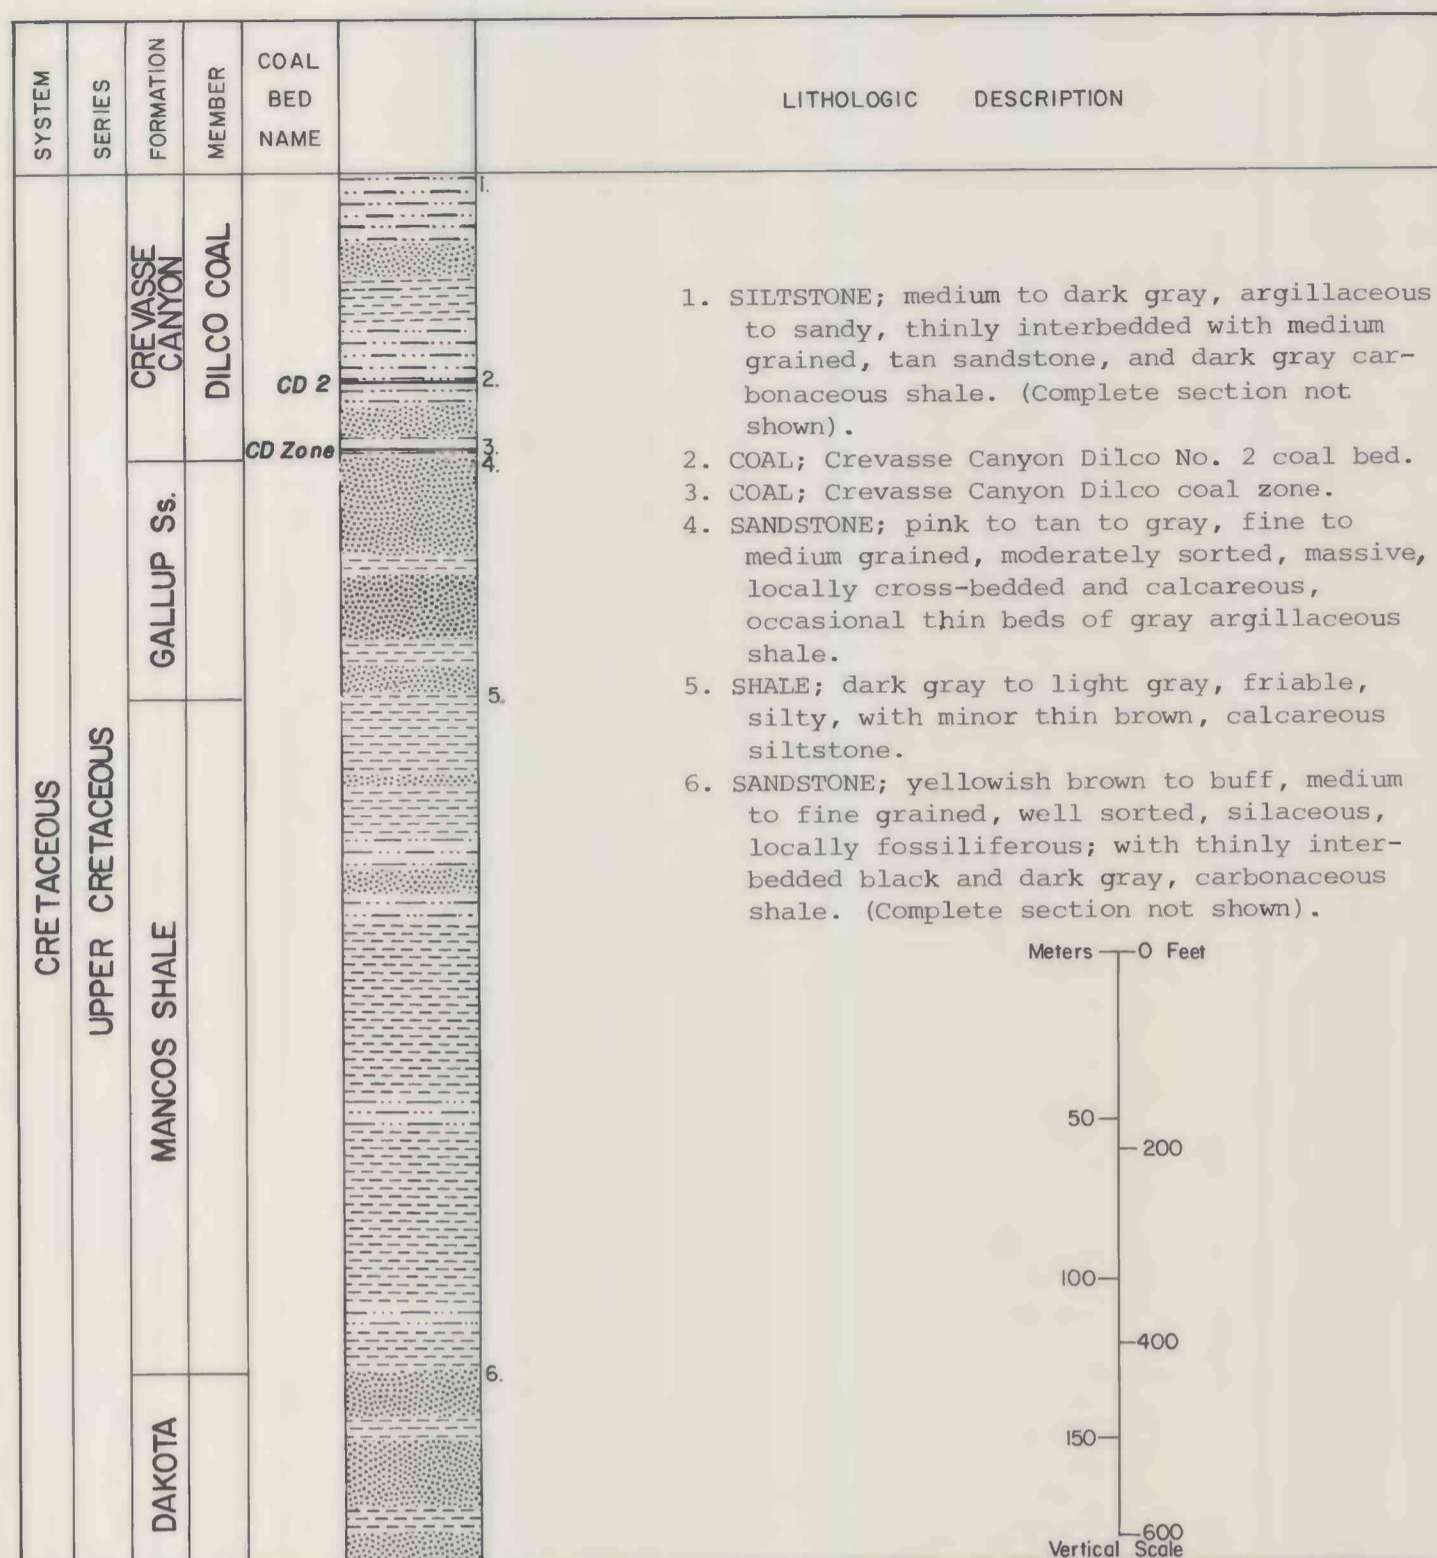 SYSTEM
SERIES
FORMATION
MEMBER
COAL
BED
NAME
LITHOLOGIC DESCRIPTION
CRETACEOUS
UPPER CRETACEOUS
CREVASSE
CANYON
DILCO COAL
GALLUP Ss.
MANCOS SHALE
DAKOTA
CD 2
CD Zone
1.
2.
3.
4.
5.
6.
1. SILTSTONE; medium to dark gray, argillaceous
to sandy, thinly interbedded with medium
grained, tan sandstone, and dark gray car-
bonaceous shale. (Complete section not
shown).
2. COAL; Crevasse Canyon Dilco No. 2 coal bed.
3. COAL; Crevasse Canyon Dilco coal zone.
4. SANDSTONE; pink to tan to gray, fine to
medium grained, moderately sorted, massive,
locally cross-bedded and calcareous,
occasional thin beds of gray argillaceous
shale.
5. SHALE; dark gray to light gray, friable,
silty, with minor thin brown, calcareous
siltstone.
6. SANDSTONE; yellowish brown to buff, medium
to fine grained, well sorted, silaceous,
locally fossiliferous; with thinly inter-
bedded black and dark gray, carbonaceous
shale. (Complete section not shown).
Meters 0 Feet
50
200
100
400
150
600
Vertical Scale